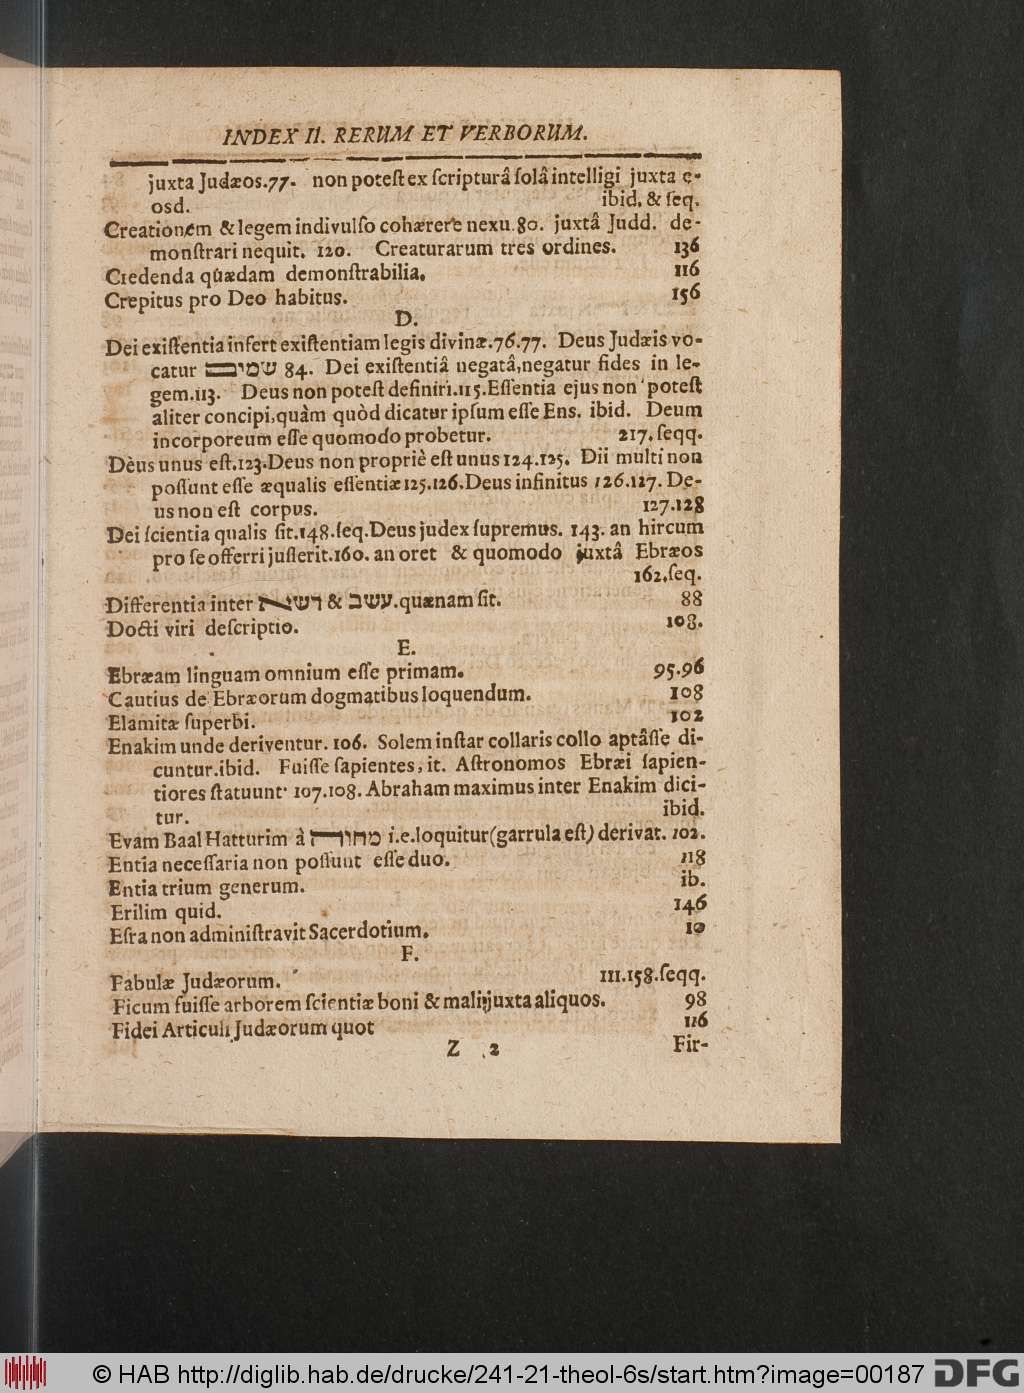 INDEX II. RERUM ET VERBORUM.
juxta Judæos.77. non potest ex scripturâ solâ intelligi juxta e-
osd. ibid. & seq.
Creationem & legem indivulso cohærere nexu.80. juxtâ Judd. de-
monstrari nequit. 120. Creaturarum tres ordines. 136
Credenda quædam demonstrabilia. 116
Crepitus pro Deo habitus. 156
D.
Dei existentia infert existentiam legis divinæ.76.77. Deus Judæis vo-
catur שמים 84. Dei existentiâ negatâ,negatur fides in le-
gem.113. Deus non potest definiri.115.Essentia ejus non potest
aliter concipi,quàm quòd dicatur ipsum esse Ens. ibid. Deum
incorporeum esse quomodo probetur. 217.seqq.
Dèus unus est.123.Deus non propriè est unus 124.125. Dii multi non
possunt esse æqualis essentiæ 125.126.Deus infinitus 126.127. De-
us non est corpus. 127.128
Dei scientia qualis sit.148.seq.Deus judex supremus. 143. an hircum
pro se offerri jusserit.160. an oret & quomodo juxtâ Ebræos
162.seq.
Differentia inter דשא & עשב.quænam sit. 88
Docti viri descriptio. 108.
E.
Ebræam linguam omnium esse primam. 95.96
Cautius de Ebræorum dogmatibus loquendum. 108
Elamitæ superbi. 102
Enakim unde deriventur. 106. Solem instar collaris collo aptâsse di-
cuntur.ibid. Fuisse sapientes, it. Astronomos Ebræi sapien-
tiores statuunt 107.108. Abraham maximus inter Enakim dici-
tur. ibid.
Evam Baal Hatturim à מחוה i.e.loquitur(garrula est) derivat. 102.
Entia necessaria non possunt esse duo. 118
Entia trium generum. ib.
Erilim quid. 146
Esra non administravit Sacerdotium. 10
F.
Fabulæ Judæorum. 111.158.seqq.
Ficum fuisse arborem scientiæ boni & mali,juxta aliquos. 98
Fidei Articuli Judæorum quot 116
Z 2 Fir-
© HAB http://diglib.hab.de/drucke/241-21-theol-6s/start.htm?image=00187 DFG